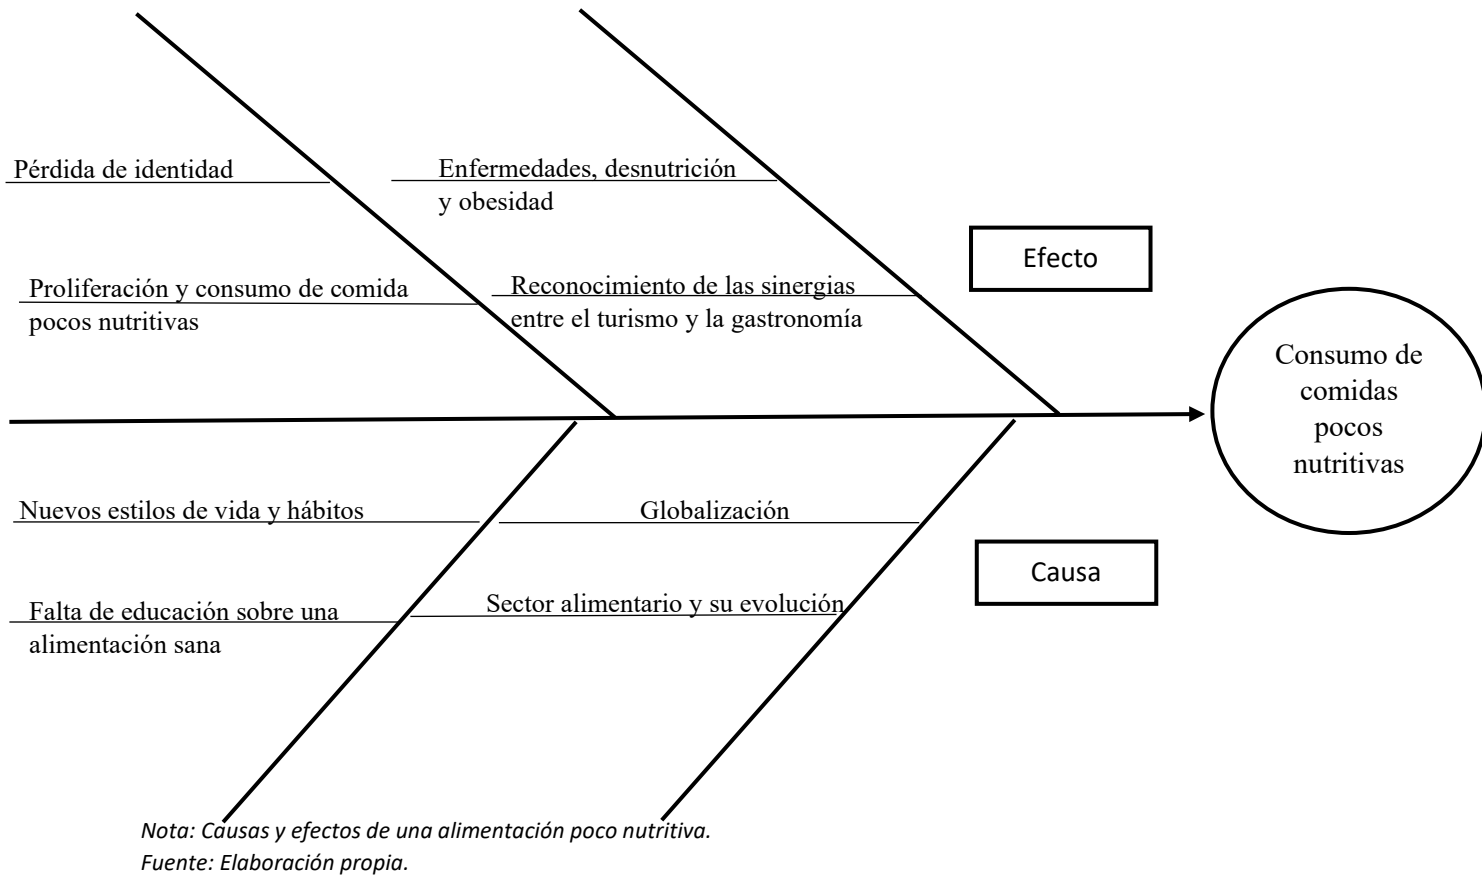 Pérdida de identidad
Enfermedades, desnutrición
y obesidad
Proliferación y consumo de comida
pocos nutritivas
Reconocimiento de las sinergias
entre el turismo y la gastronomía
Efecto
Consumo de
comidas
pocos
nutritivas
Nuevos estilos de vida y hábitos
Globalización
Falta de educación sobre una
alimentación sana
Sector alimentario y su evolución
Causa
Nota: Causas y efectos de una alimentación poco nutritiva.
Fuente: Elaboración propia.